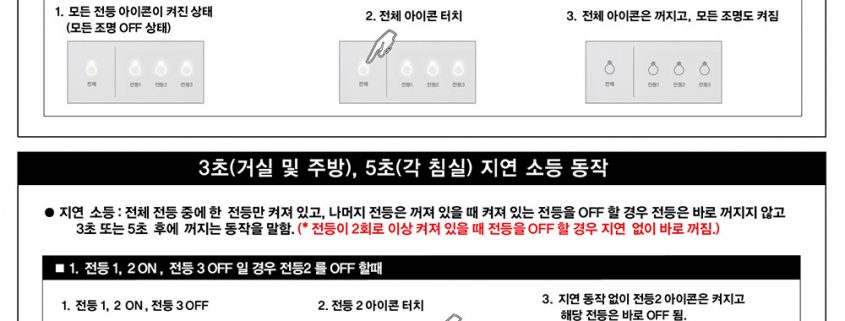 1. 모든 전등 아이콘이 켜진 상태
(모든 조명 OFF 상태)
2. 전체 아이콘 터치
3. 전체 아이콘은 꺼지고, 모든 조명도 켜짐
전체 전등1 전등2 전등3
전체 전등1 전등2 전등3
전체 전등1 전등2 전등3
3초(거실 및 주방), 5초(각 침실) 지연 소등 동작
● 지연 소등 : 전체 전등 중에 한 전등만 켜져 있고, 나머지 전등은 꺼져 있을 때 켜져 있는 전등을 OFF 할 경우 전등은 바로 꺼지지 않고
3초 또는 5초 후에 꺼지는 동작을 말함. (* 전등이 2회로 이상 켜져 있을 때 전등을 OFF 할 경우 지연 없이 바로 꺼짐.)
■ 1. 전등 1, 2 ON , 전등 3 OFF 일 경우 전등2 를 OFF 할때
1. 전등 1, 2 ON , 전등 3 OFF
2. 전등 2 아이콘 터치
3. 지연 동작 없이 전등2 아이콘은 켜지고
해당 전등은 바로 OFF 됨.